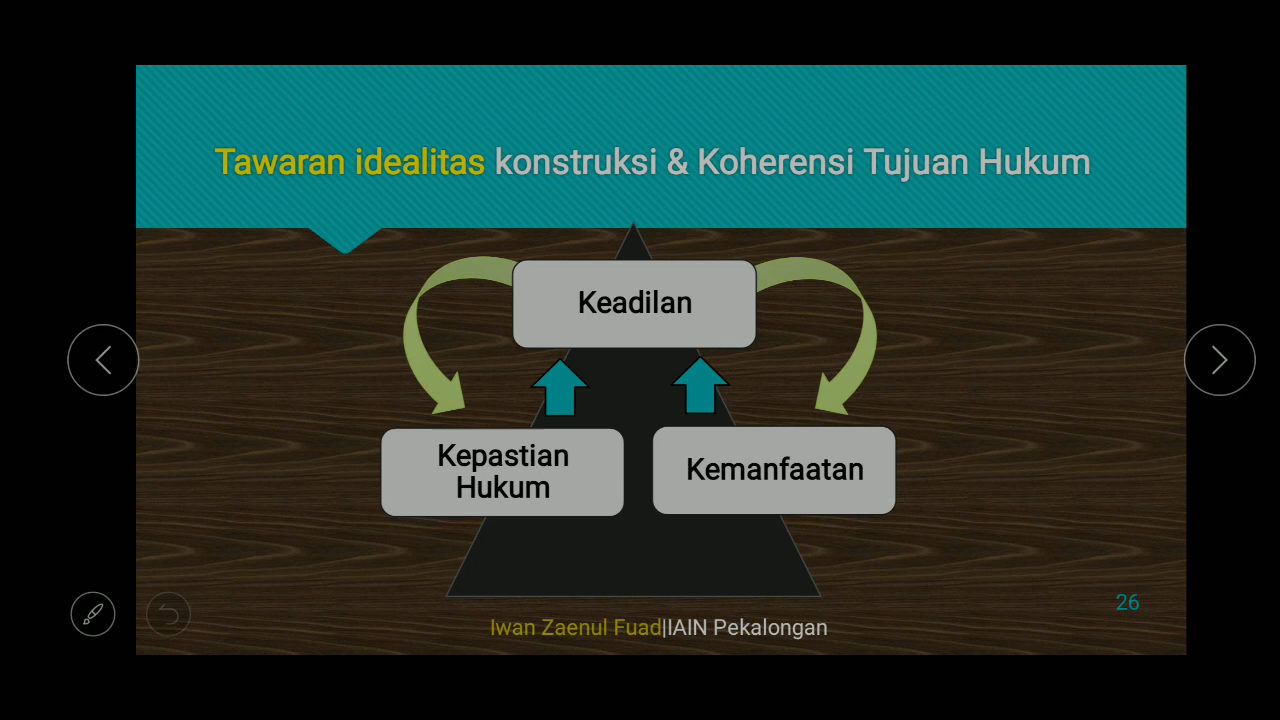 Tawaran idealitas konstruksi & Koherensi Tujuan Hukum
Keadilan
Kepastian
Hukum
Kemanfaatan
26
Iwan Zaenul Fuad|IAIN Pekalongan